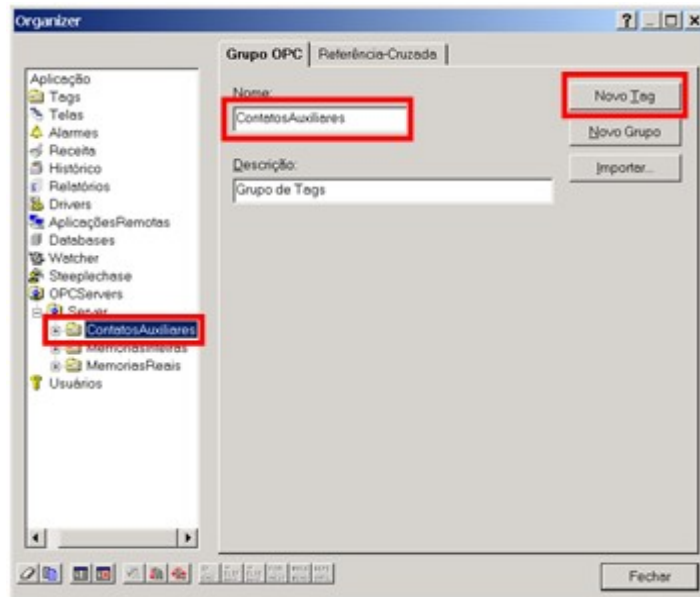 Organizer
Aplicação
Tags
Telas
Alarmes
Receita
Histórico
Relatórios
Drivers
AplicaçõesRemotas
Databases
Watcher
Steeplechase
OPCServers
Server
ContatosAuxiliares
MemoriasInteiras
MemoriasReais
Usuários
Grupo OPC
Referência-Cruzada
Nome:
ContatosAuxiliares
Descrição:
Grupo de Tags
Novo Tag
Novo Grupo
Importar...
Fechar